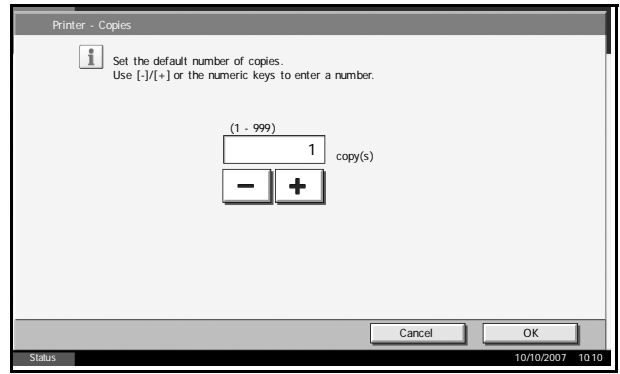 Printer - Copies
Set the default number of copies.
Use [-]/[+] or the numeric keys to enter a number.
(1 - 999)
1
copy(s)
Cancel
OK
Status
10/10/2007 10:10